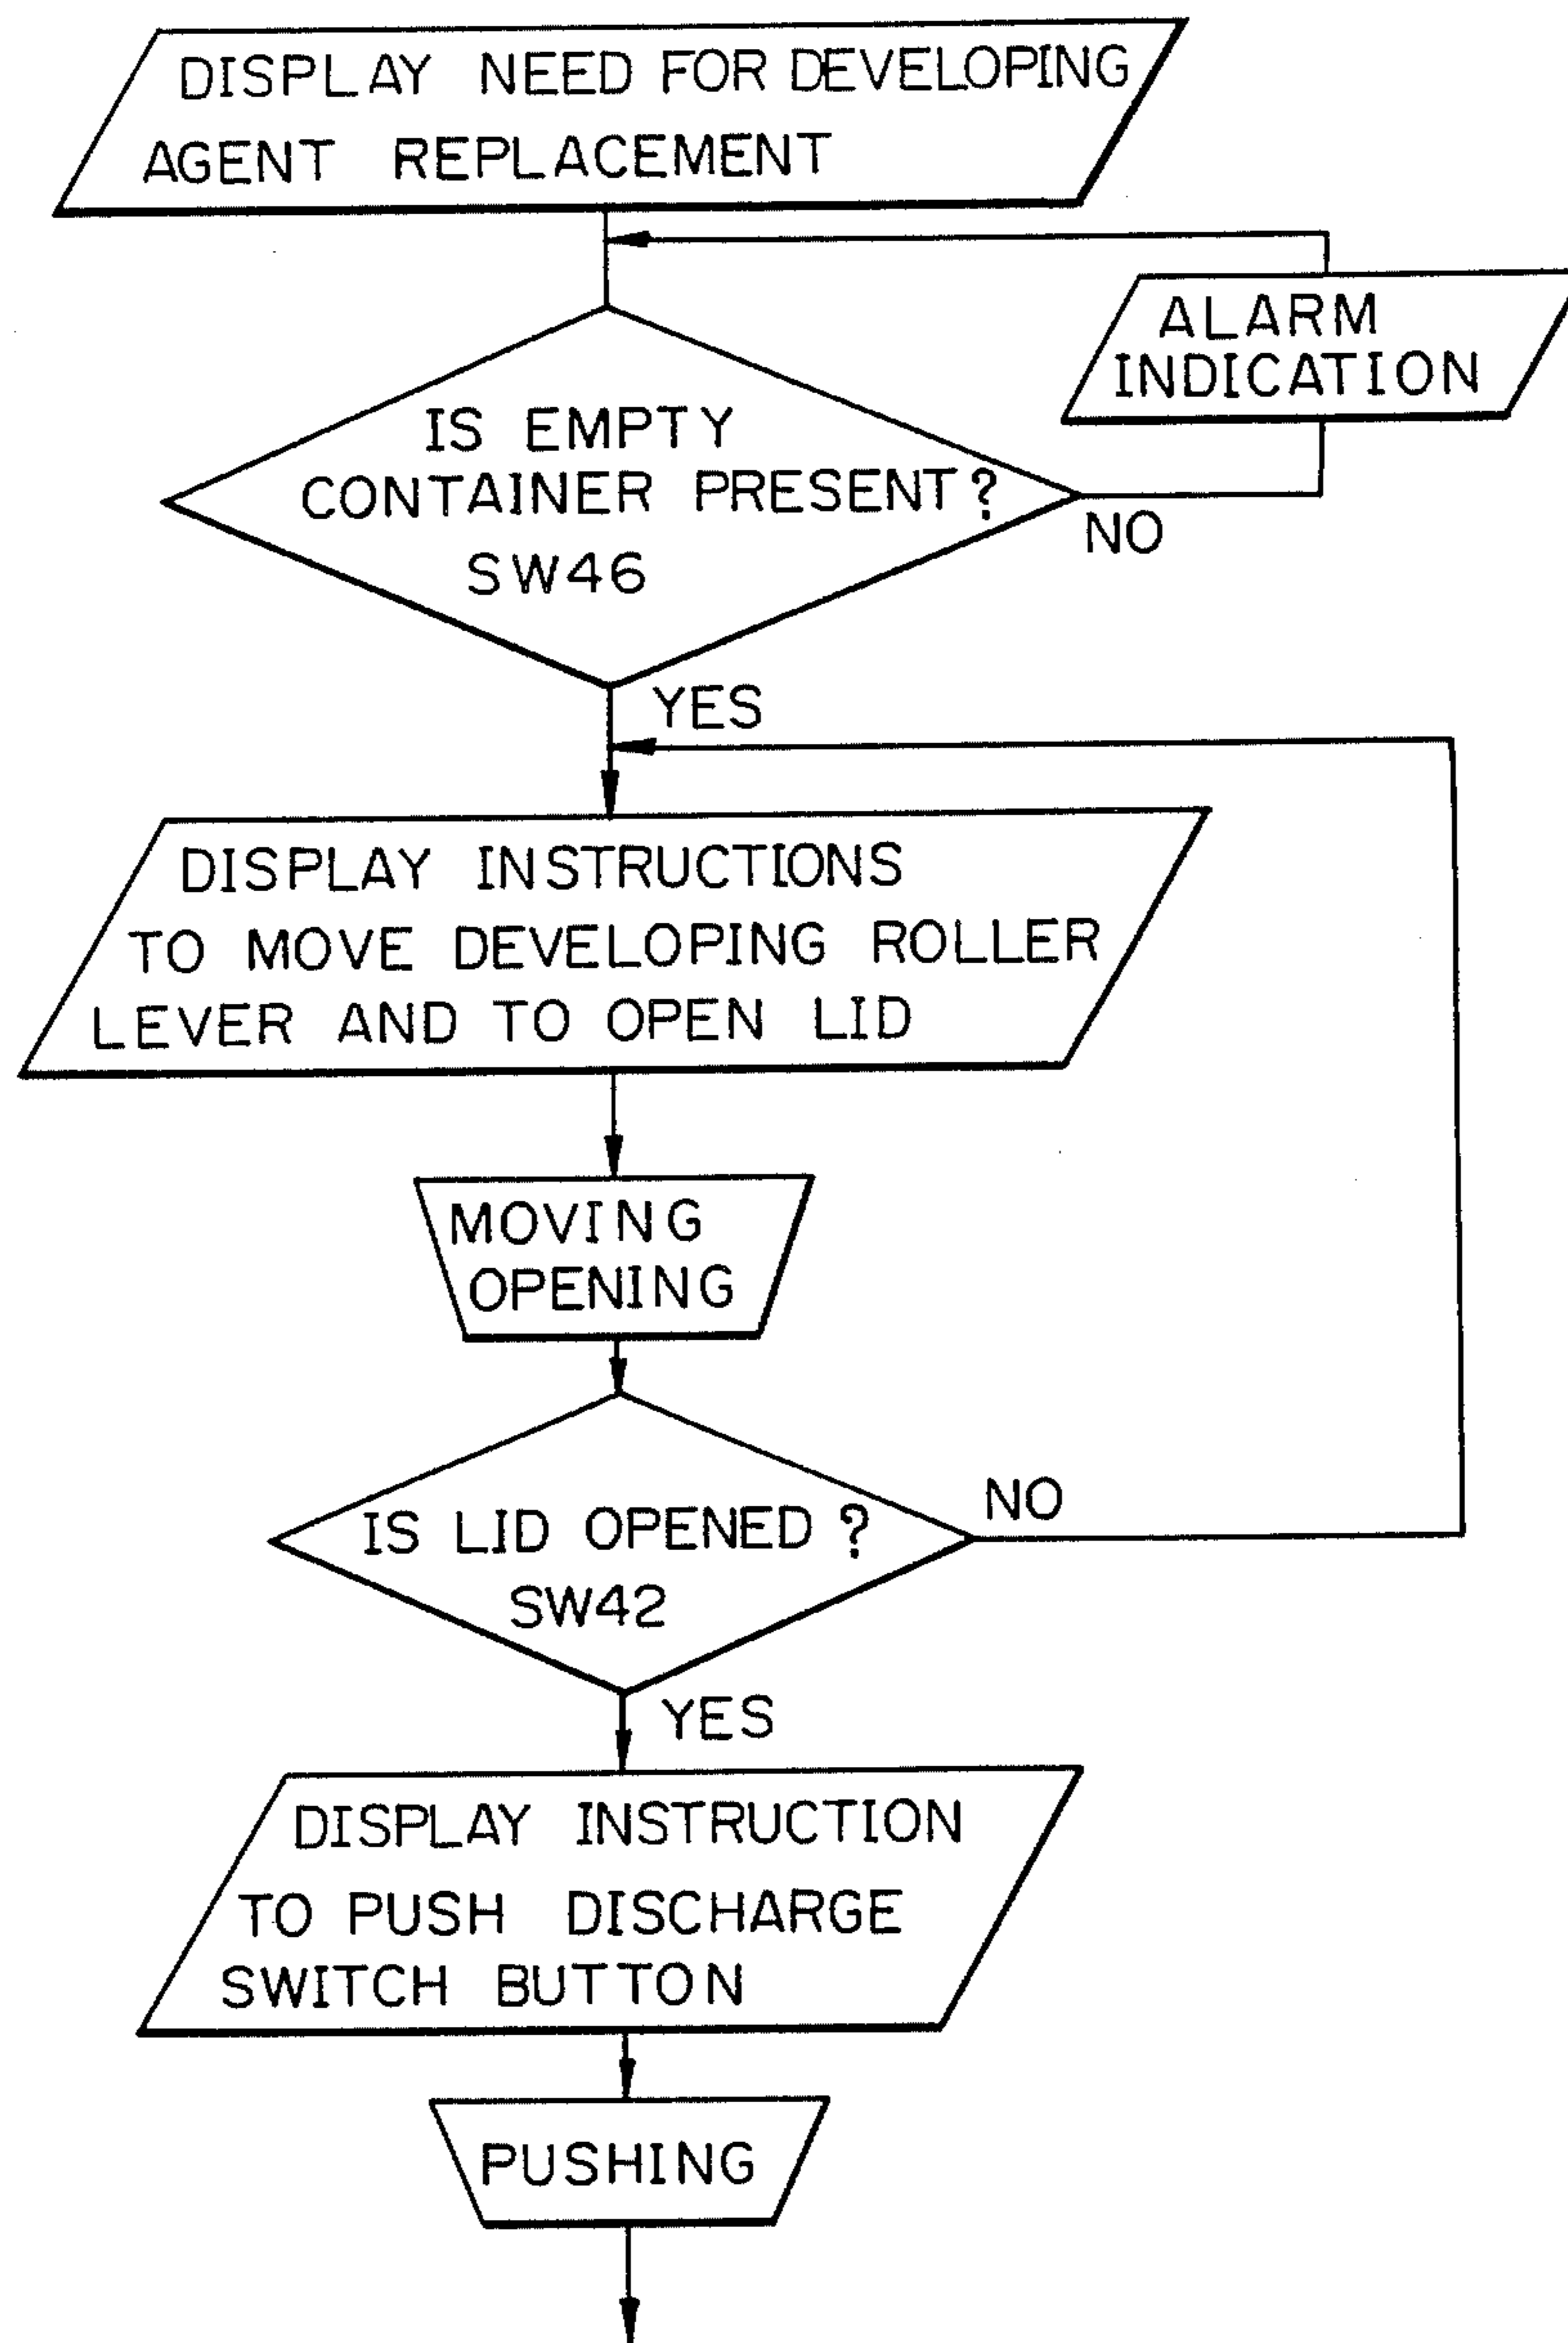 DISPLAY NEED FOR DEVELOPING
AGENT REPLACEMENT
ALARM
INDICATION
IS EMPTY
CONTAINER PRESENT?
SW46
NO
YES
DISPLAY INSTRUCTIONS
TO MOVE DEVELOPING ROLLER
LEVER AND TO OPEN LID
MOVING
OPENING
IS LID OPENED?
SW42
NO
YES
DISPLAY INSTRUCTION
TO PUSH DISCHARGE
SWITCH BUTTON
PUSHING